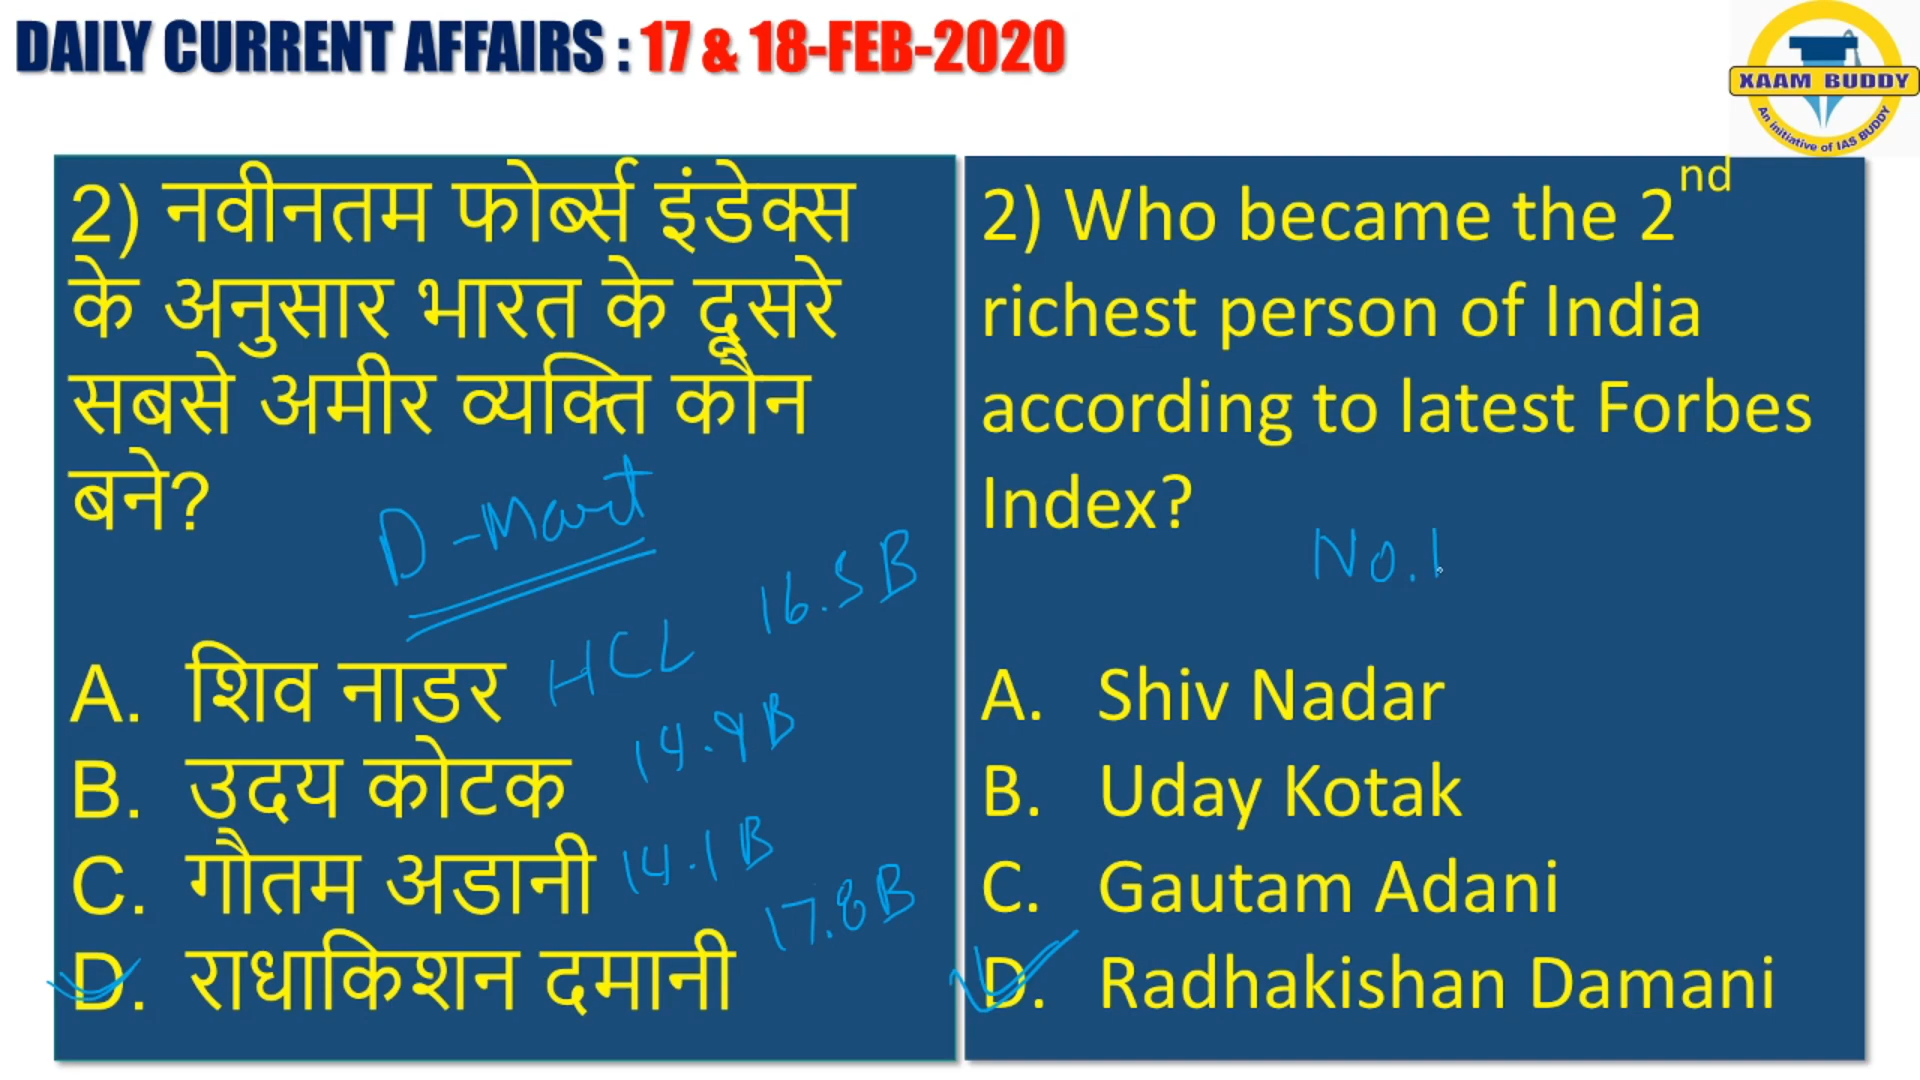 DAILY CURRENT AFFAIRS : 17 & 18-FEB-2020
XAAM BUDDY
An initiative of IAS BUDDY
2) नवीनतम फोर्ब्स इंडेक्स
के अनुसार भारत के दूसरे
सबसे अमीर व्यक्ति कौन
बने?
D-Mart
A. शिव नाडर HCL 16.5B
B. उदय कोटक 14.9B
C. गौतम अडानी 14.1B
D. राधाकिशन दमानी 17.8B
2) Who became the 2nd
richest person of India
according to latest Forbes
Index?
No.1
A. Shiv Nadar
B. Uday Kotak
C. Gautam Adani
D. Radhakishan Damani